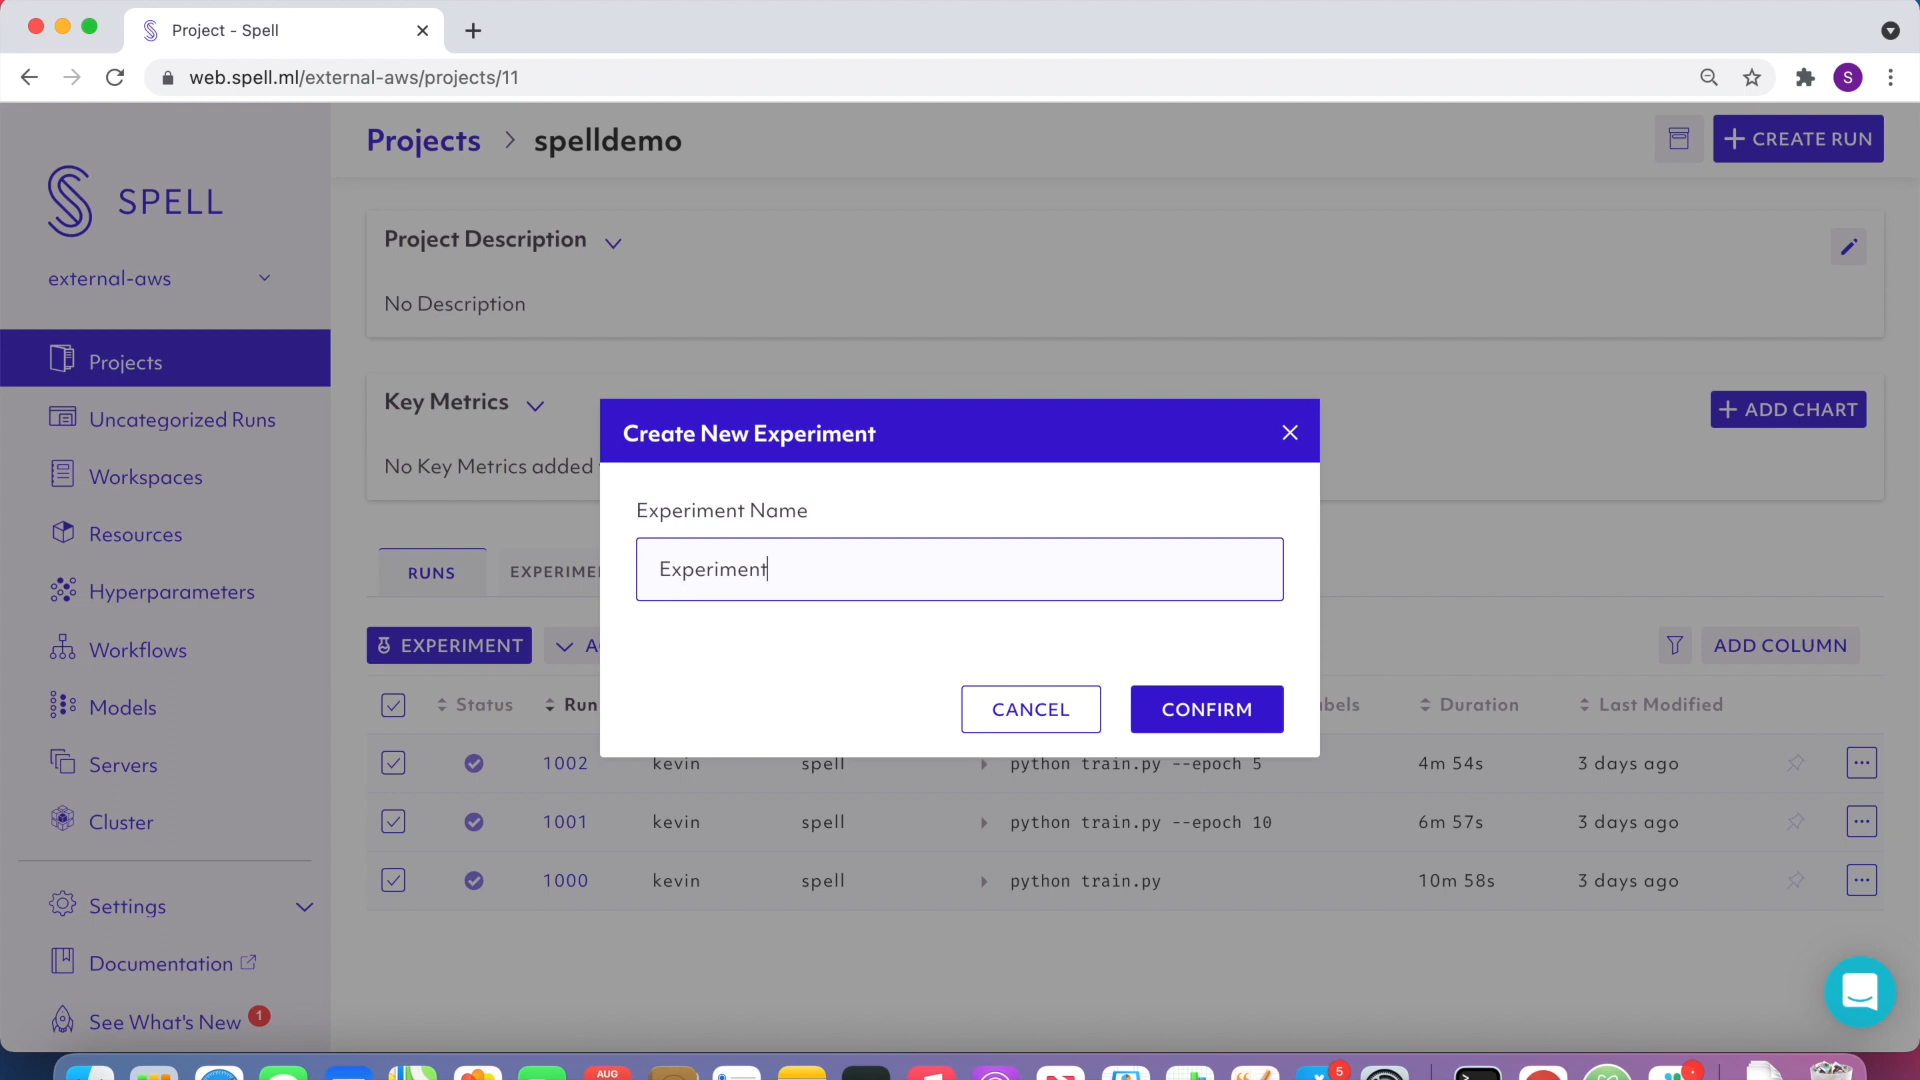 Project - Spell
web.spell.ml/external-aws/projects/11
S
SPELL
external-aws
Projects
Uncategorized Runs
Workspaces
Resources
Hyperparameters
Workflows
Models
Servers
Cluster
Settings
Documentation
See What's New 1
Projects > spelldemo
+ CREATE RUN
Project Description
No Description
Key Metrics
+ ADD CHART
No Key Metrics added
Create New Experiment
Experiment Name
Experiment
CANCEL
CONFIRM
RUNS
EXPERIME
EXPERIMENT
ADD COLUMN
Status Run Duration Last Modified
1002 kevin spell python train.py --epoch 5 4m 54s 3 days ago
1001 kevin spell python train.py --epoch 10 6m 57s 3 days ago
1000 kevin spell python train.py 10m 58s 3 days ago
AUG
5